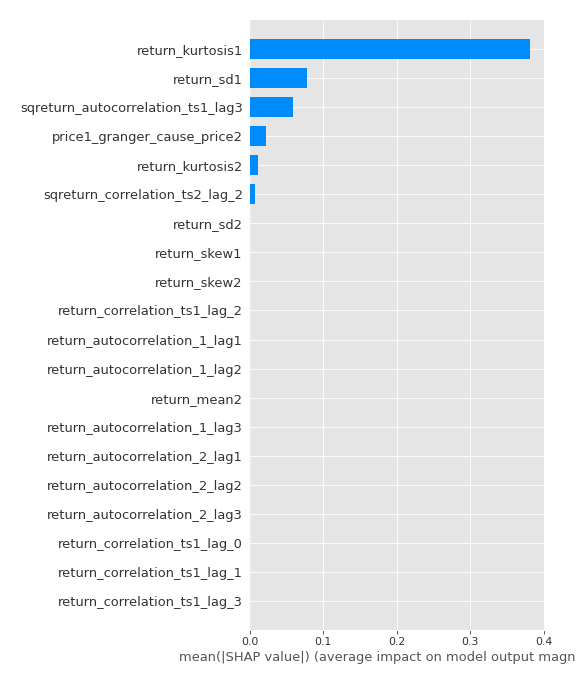 return_kurtosis1
return_sd1
sqreturn_autocorrelation_ts1_lag3
price1_granger_cause_price2
return_kurtosis2
sqreturn_correlation_ts2_lag_2
return_sd2
return_skew1
return_skew2
return_correlation_ts1_lag_2
return_autocorrelation_1_lag1
return_autocorrelation_1_lag2
return_mean2
return_autocorrelation_1_lag3
return_autocorrelation_2_lag1
return_autocorrelation_2_lag2
return_autocorrelation_2_lag3
return_correlation_ts1_lag_0
return_correlation_ts1_lag_1
return_correlation_ts1_lag_3
0.0 0.1 0.2 0.3 0.4
mean(|SHAP value|) (average impact on model output magn